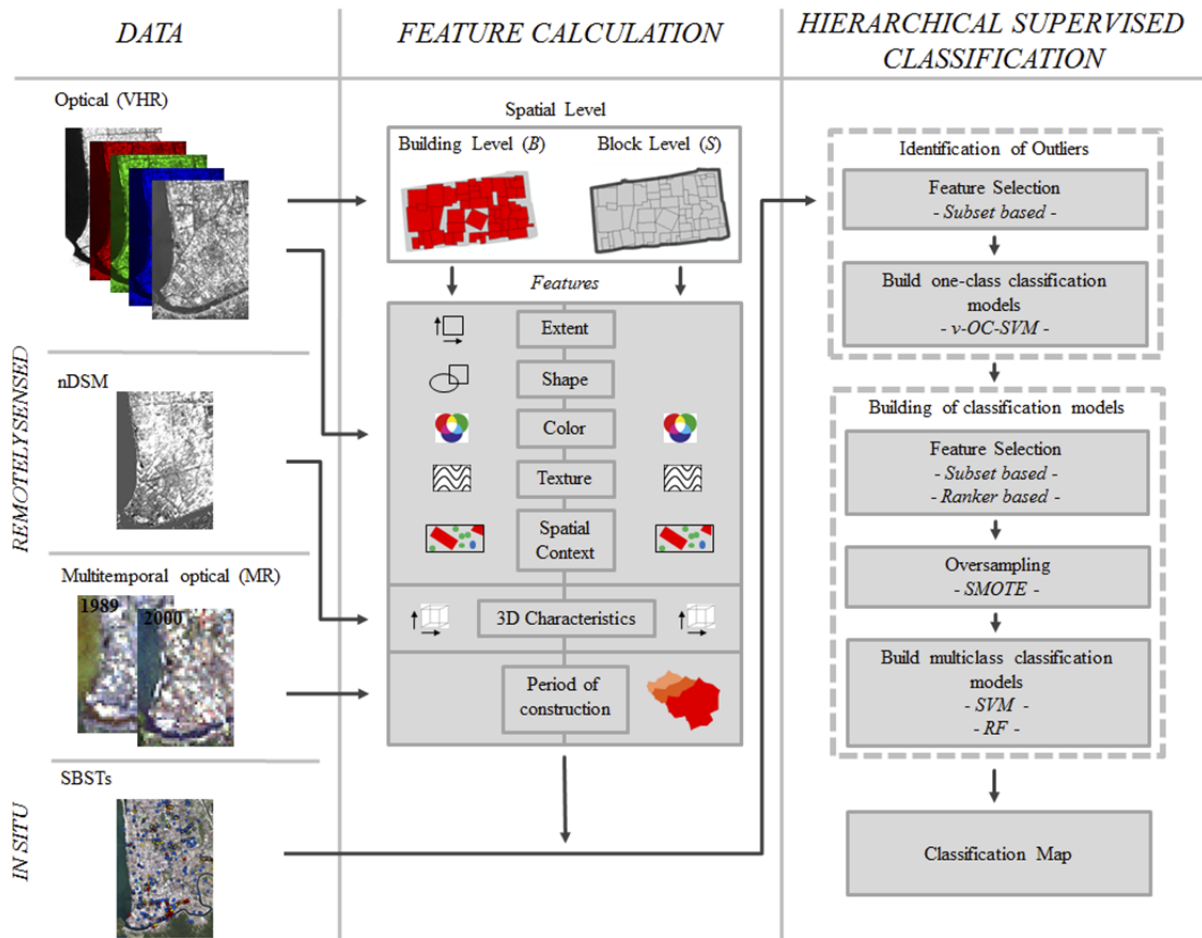 DATA
FEATURE CALCULATION
HIERARCHICAL SUPERVISED
CLASSIFICATION
REMOTELYSENSED
IN SITU
Optical (VHR)
nDSM
Multitemporal optical (MR)
1989
2000
SBSTs
Spatial Level
Building Level (B)
Block Level (S)
Features
Extent
Shape
Color
Texture
Spatial
Context
3D Characteristics
Period of
construction
Identification of Outliers
Feature Selection
- Subset based -
Build one-class classification
models
- ν-OC-SVM -
Building of classification models
Feature Selection
- Subset based -
- Ranker based -
Oversampling
- SMOTE -
Build multiclass classification
models
- SVM -
- RF -
Classification Map